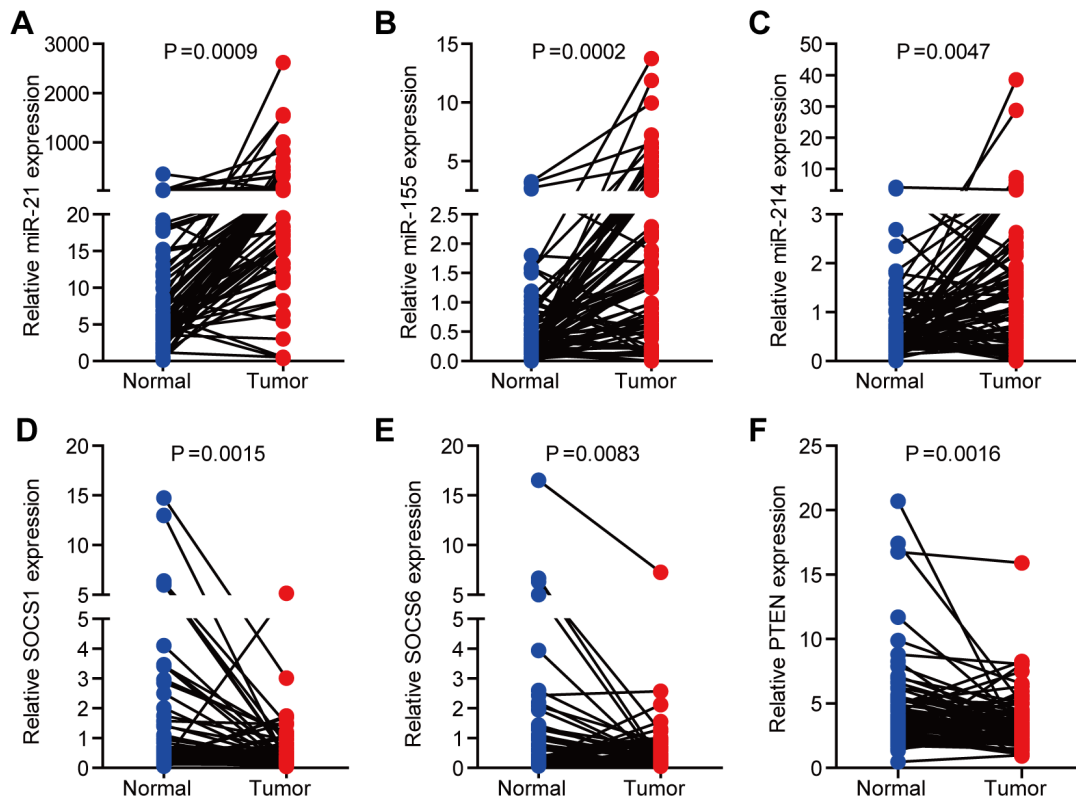 A
P=0.0009
Relative miR-21 expression
3000
2000
1000
20
15
10
5
0
Normal Tumor
B
P=0.0002
Relative miR-155 expression
15
10
5
2.5
2.0
1.5
1.0
0.5
0.0
Normal Tumor
C
P=0.0047
Relative miR-214 expression
50
40
30
20
10
3
2
1
0
Normal Tumor
D
P=0.0015
Relative SOCS1 expression
20
15
10
5
5
4
3
2
1
0
Normal Tumor
E
P=0.0083
Relative SOCS6 expression
20
15
10
5
5
4
3
2
1
0
Normal Tumor
F
P=0.0016
Relative PTEN expression
25
20
15
10
5
0
Normal Tumor